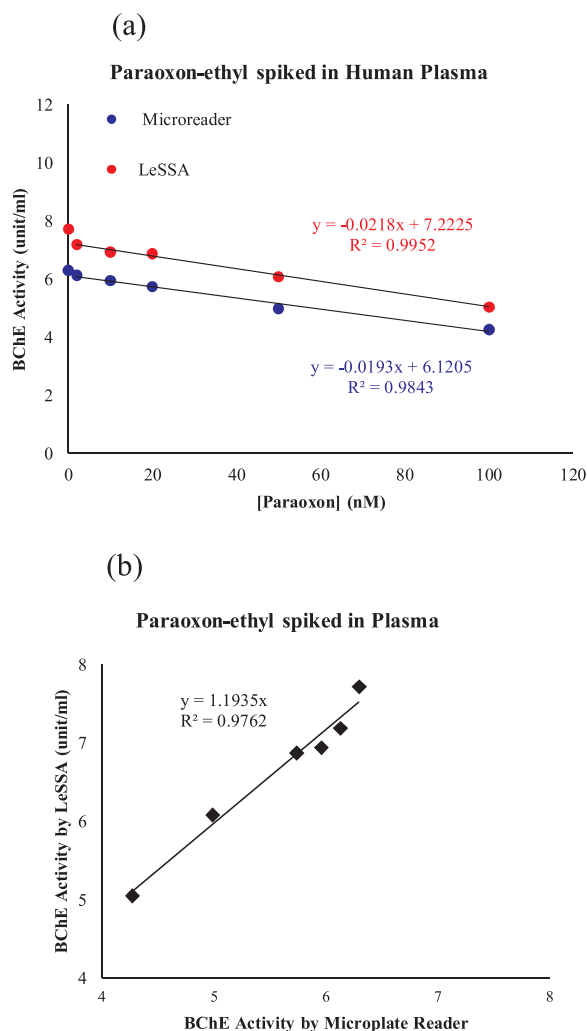 (a)
Paraoxon-ethyl spiked in Human Plasma
12
10
8
6
4
2
0
BChE Activity (unit/ml)
Microreader
LeSSA
y = -0.0218x + 7.2225
R² = 0.9952
y = -0.0193x + 6.1205
R² = 0.9843
0 20 40 60 80 100 120
[Paraoxon] (nM)
(b)
Paraoxon-ethyl spiked in Plasma
8
7
6
5
4
BChE Activity by LeSSA (unit/ml)
y = 1.1935x
R² = 0.9762
4 5 6 7 8
BChE Activity by Microplate Reader